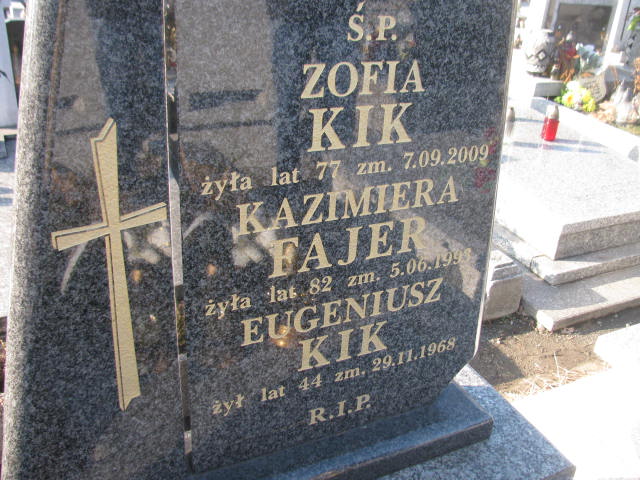 Ś.P.
ZOFIA
KIK
żyła lat 77 zm. 7.09.2009
KAZIMIERA
FAJER
żyła lat 82 zm. 5.06.1993
EUGENIUSZ
KIK
żył lat 44 zm. 29.11.1968
R.I.P.